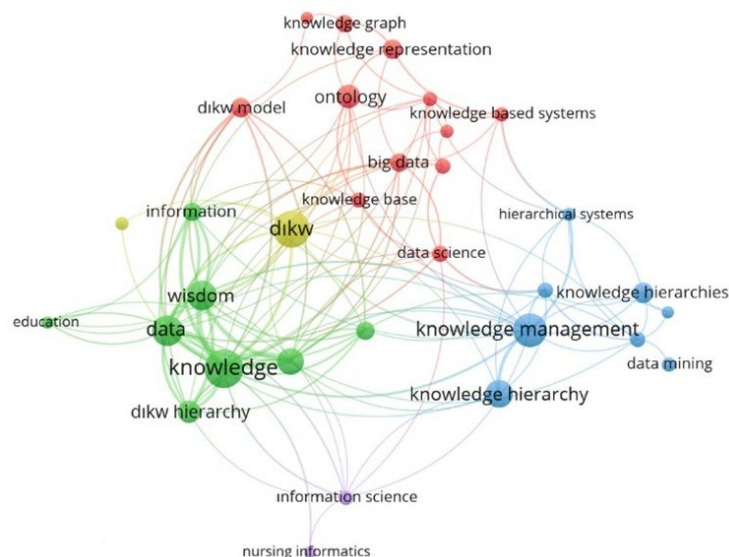 knowledge graph
knowledge representation
dıkw model
ontology
knowledge based systems
big data
knowledge base
information
hierarchical systems
dıkw
data science
wisdom
knowledge hierarchies
education
data
knowledge management
knowledge
data mining
knowledge hierarchy
dıkw hierarchy
ınformation science
nursing informatics